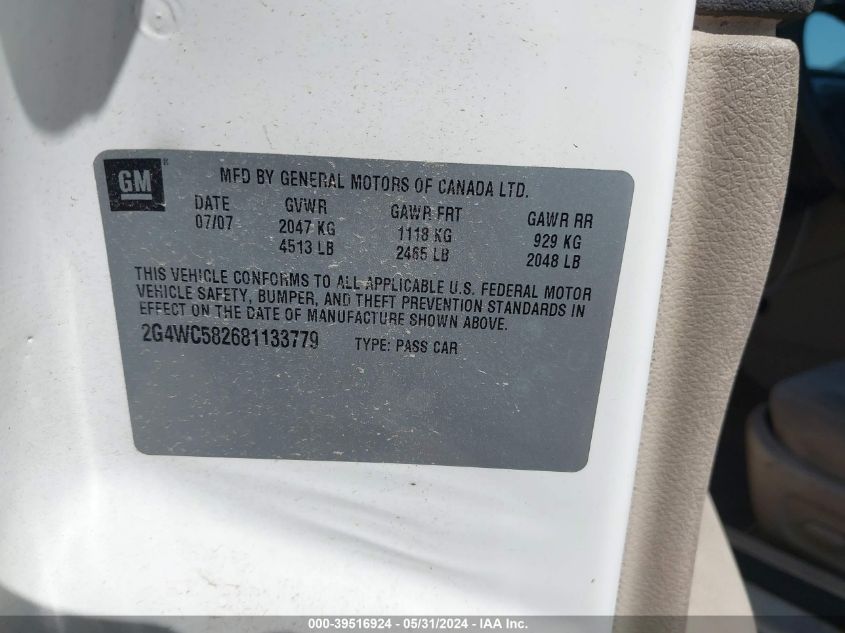 GM
MFD BY GENERAL MOTORS OF CANADA LTD.
DATE GVWR GAWR FRT GAWR RR
07/07 2047 KG 1118 KG 929 KG
4513 LB 2465 LB 2048 LB
THIS VEHICLE CONFORMS TO ALL APPLICABLE U.S. FEDERAL MOTOR
VEHICLE SAFETY, BUMPER, AND THEFT PREVENTION STANDARDS IN
EFFECT ON THE DATE OF MANUFACTURE SHOWN ABOVE.
2G4WC582681133779 TYPE: PASS CAR
000-39516924 / 05/31/2024 - IAA Inc.